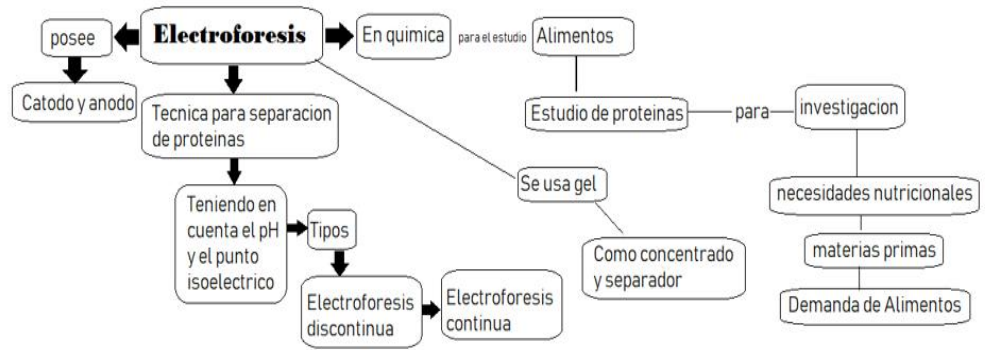 posee
Electroforesis
En quimica
para el estudio
Alimentos
Catodo y anodo
Tecnica para separacion
de proteinas
Estudio de proteinas
para
investigacion
Teniendo en
cuenta el pH
y el punto
isoelectrico
Tipos
Se usa gel
necesidades nutricionales
Como concentrado
y separador
materias primas
Electroforesis
discontinua
Electroforesis
continua
Demanda de Alimentos